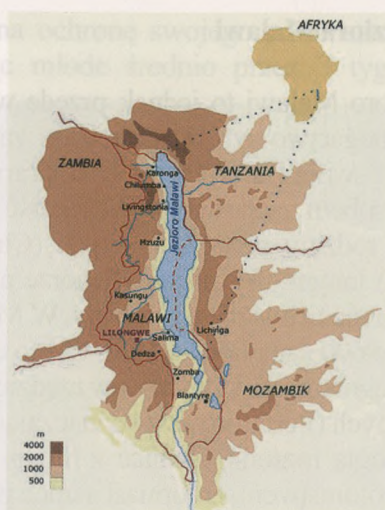 AFRYKA
ZAMBIA
TANZANIA
Karonga
Chilumba
Livingstonia
Jezioro Malawi
Mzuzu
Kasungu
MALAWI
LILONGWE
Salima
Lichinga
Dedza
Zomba
MOZAMBIK
Blantyre
m
4000
2000
1000
500